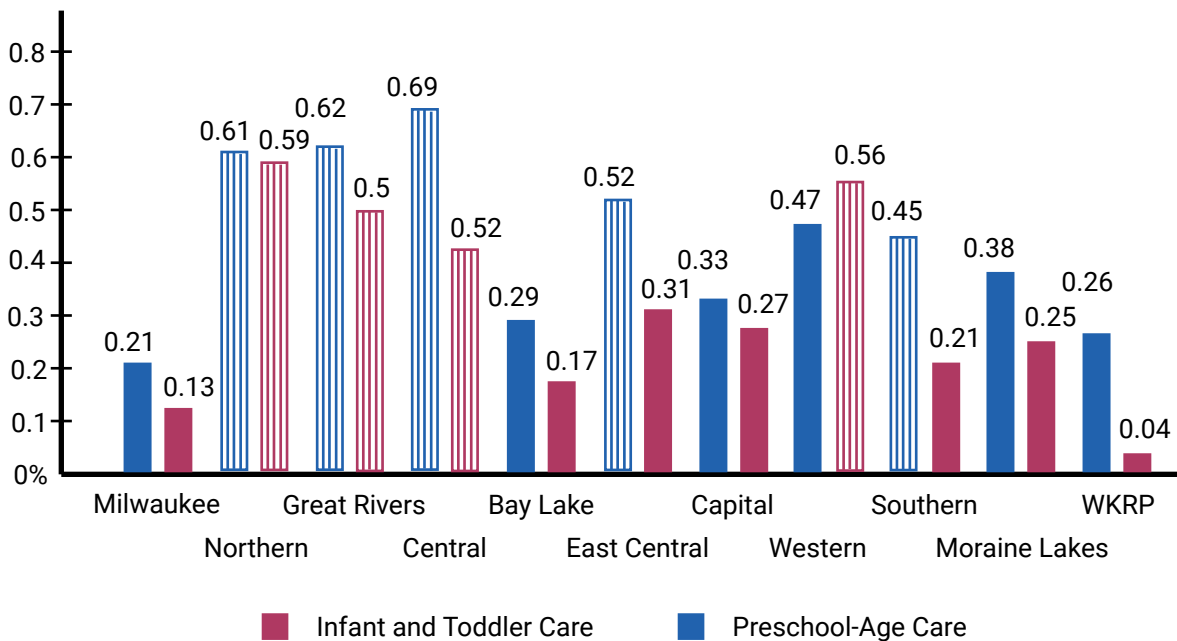 0.8
0.7
0.6
0.5
0.4
0.3
0.2
0.1
0%
0.21
0.13
0.61
0.59
0.62
0.5
0.69
0.52
0.29
0.17
0.52
0.31
0.33
0.27
0.47
0.56
0.45
0.21
0.38
0.25
0.26
0.04
Milwaukee
Northern
Great Rivers
Central
Bay Lake
East Central
Capital
Western
Southern
Moraine Lakes
WKRP
Infant and Toddler Care
Preschool-Age Care